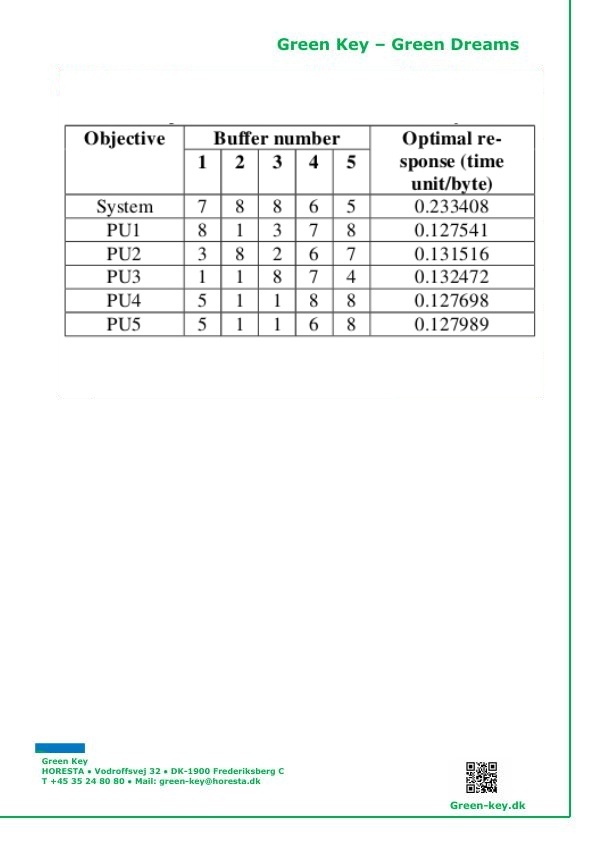 Green Key – Green Dreams
Objective Buffer number Optimal re-
1 2 3 4 5 sponse (time
unit/byte)
System 7 8 8 6 5 0.233408
PU1 8 1 3 7 8 0.127541
PU2 3 8 2 6 7 0.131516
PU3 1 1 8 7 4 0.132472
PU4 5 1 1 8 8 0.127698
PU5 5 1 1 6 8 0.127989
Green Key
HORESTA • Vodroffsvej 32 • DK-1900 Frederiksberg C
T +45 35 24 80 80 • Mail: green-key@horesta.dk
Green-key.dk